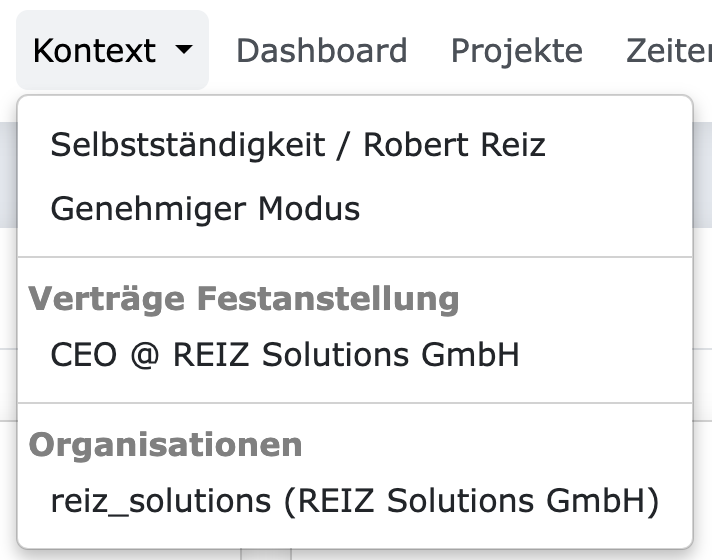 Kontext Dashboard Projekte
Selbstständigkeit / Robert Reiz
Genehmiger Modus
Verträge Festanstellung
CEO @ REIZ Solutions GmbH
Organisationen
reiz_solutions (REIZ Solutions GmbH)